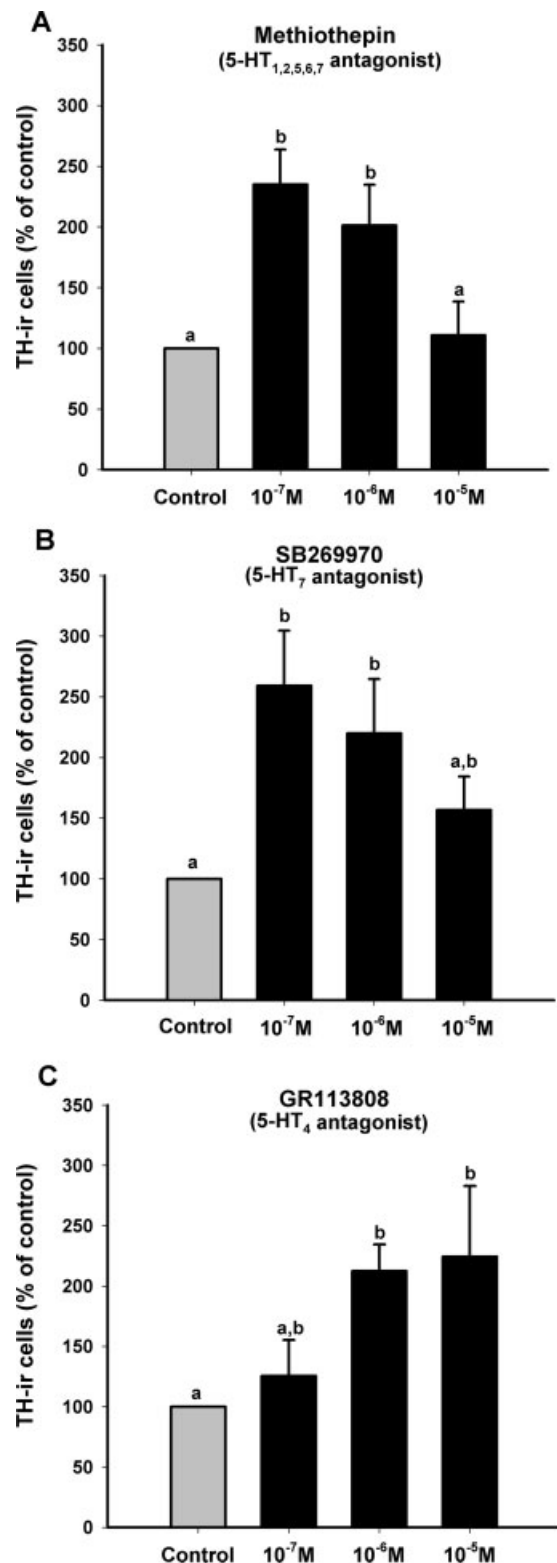 A
Methiothepin
(5-HT1,2,5,6,7 antagonist)
TH-ir cells (% of control)
350
300
250
200
150
100
50
0
a
b
b
a
Control 10-7M 10-6M 10-5M
B
SB269970
(5-HT7 antagonist)
TH-ir cells (% of control)
350
300
250
200
150
100
50
0
a
b
b
a,b
Control 10-7M 10-6M 10-5M
C
GR113808
(5-HT4 antagonist)
TH-ir cells (% of control)
350
300
250
200
150
100
50
0
a
a,b
b
b
Control 10-7M 10-6M 10-5M